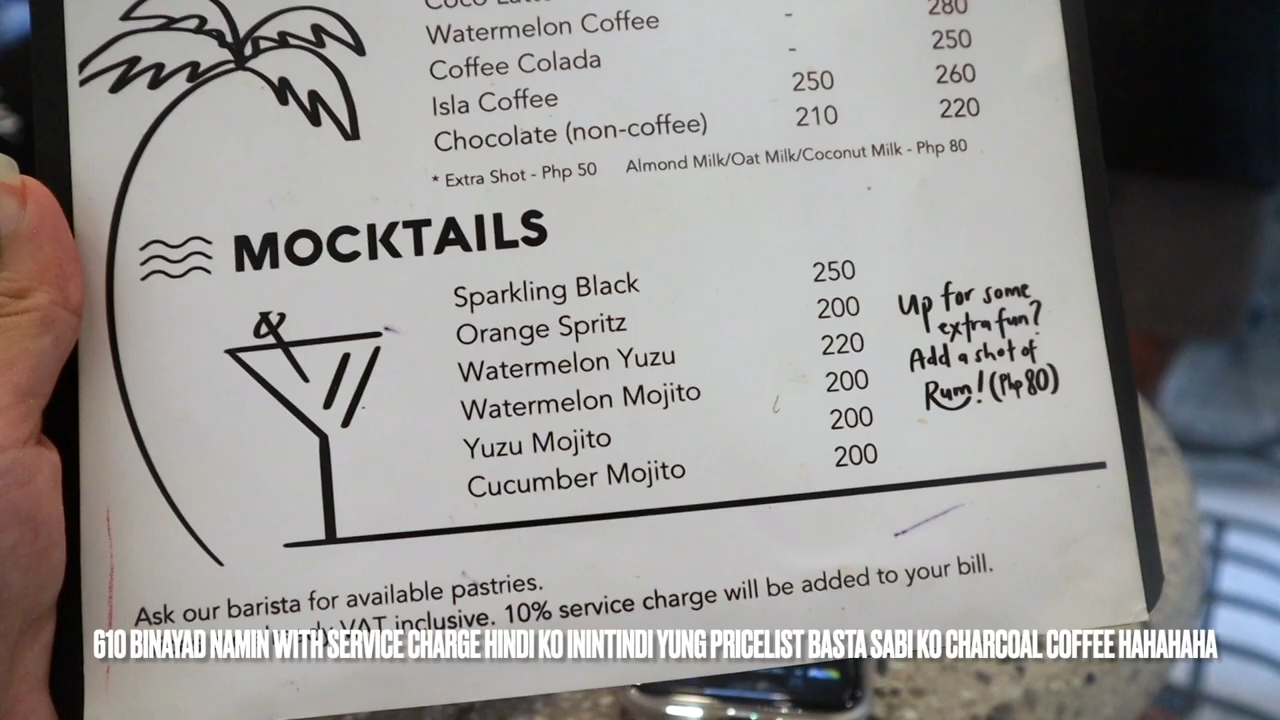 Watermelon Coffee - 280
Coffee Colada - 250
Isla Coffee 250 260
Chocolate (non-coffee) 210 220
* Extra Shot - Php 50 Almond Milk/Oat Milk/Coconut Milk - Php 80
MOCKTAILS
Sparkling Black 250
Orange Spritz 200
Watermelon Yuzu 220
Watermelon Mojito 200
Yuzu Mojito 200
Cucumber Mojito 200
Up for some
extra fun?
Add a shot of
Rum! (Php 80)
Ask our barista for available pastries.
VAT inclusive. 10% service charge will be added to your bill.
610 BINAYAD NAMIN WITH SERVICE CHARGE HINDI KO ININTINDI YUNG PRICELIST BASTA SABI KO CHARCOAL COFFEE HAHAHAHA